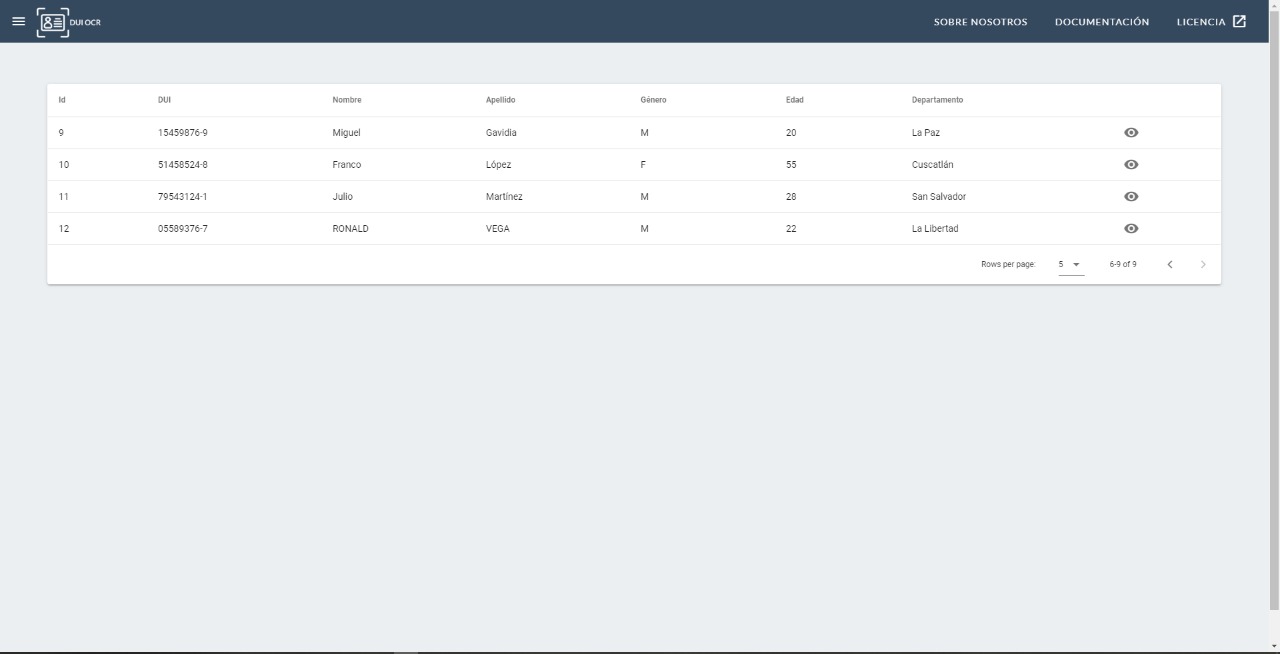 DUI OCR SOBRE NOSOTROS DOCUMENTACIÓN LICENCIA
Id DUI Nombre Apellido Género Edad Departamento
9 15459876-9 Miguel Gavidia M 20 La Paz
10 51458524-8 Franco López F 55 Cuscatlán
11 79543124-1 Julio Martínez M 28 San Salvador
12 05589376-7 RONALD VEGA M 22 La Libertad
Rows per page: 5 6-9 of 9